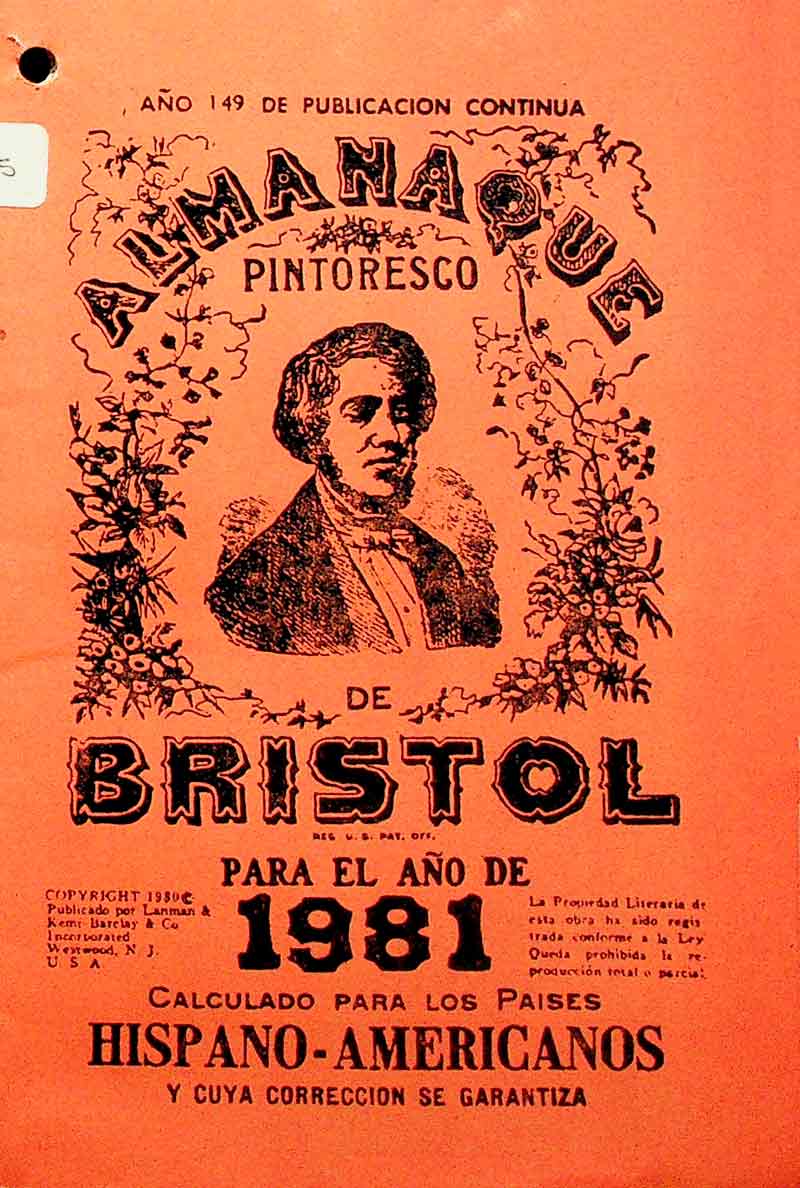 AÑO 149 DE PUBLICACION CONTINUA
ALMANAQUE
PINTORESCO
DE
BRISTOL
REG. U. S. PAT. OFF.
PARA EL AÑO DE
1981
COPYRIGHT 1980©
Publicado por Lanman &
Kemp-Barclay & Co
Incorporated
Westwood, N J.
U S A
La Propiedad Literaria de
esta obra ha sido regis
trada conforme a la Ley
Queda prohibida la re-
producción total o parcial.
CALCULADO PARA LOS PAISES
HISPANO-AMERICANOS
Y CUYA CORRECCION SE GARANTIZA